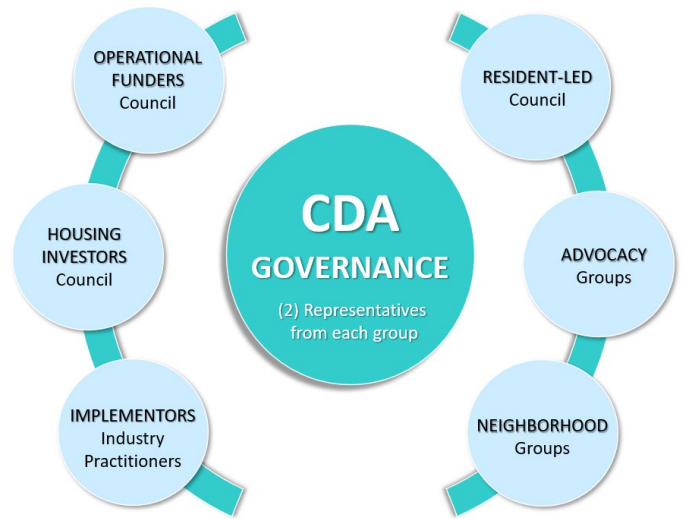 OPERATIONAL
FUNDERS
Council
HOUSING
INVESTORS
Council
IMPLEMENTORS
Industry
Practitioners
CDA
GOVERNANCE
(2) Representatives
from each group
RESIDENT-LED
Council
ADVOCACY
Groups
NEIGHBORHOOD
Groups